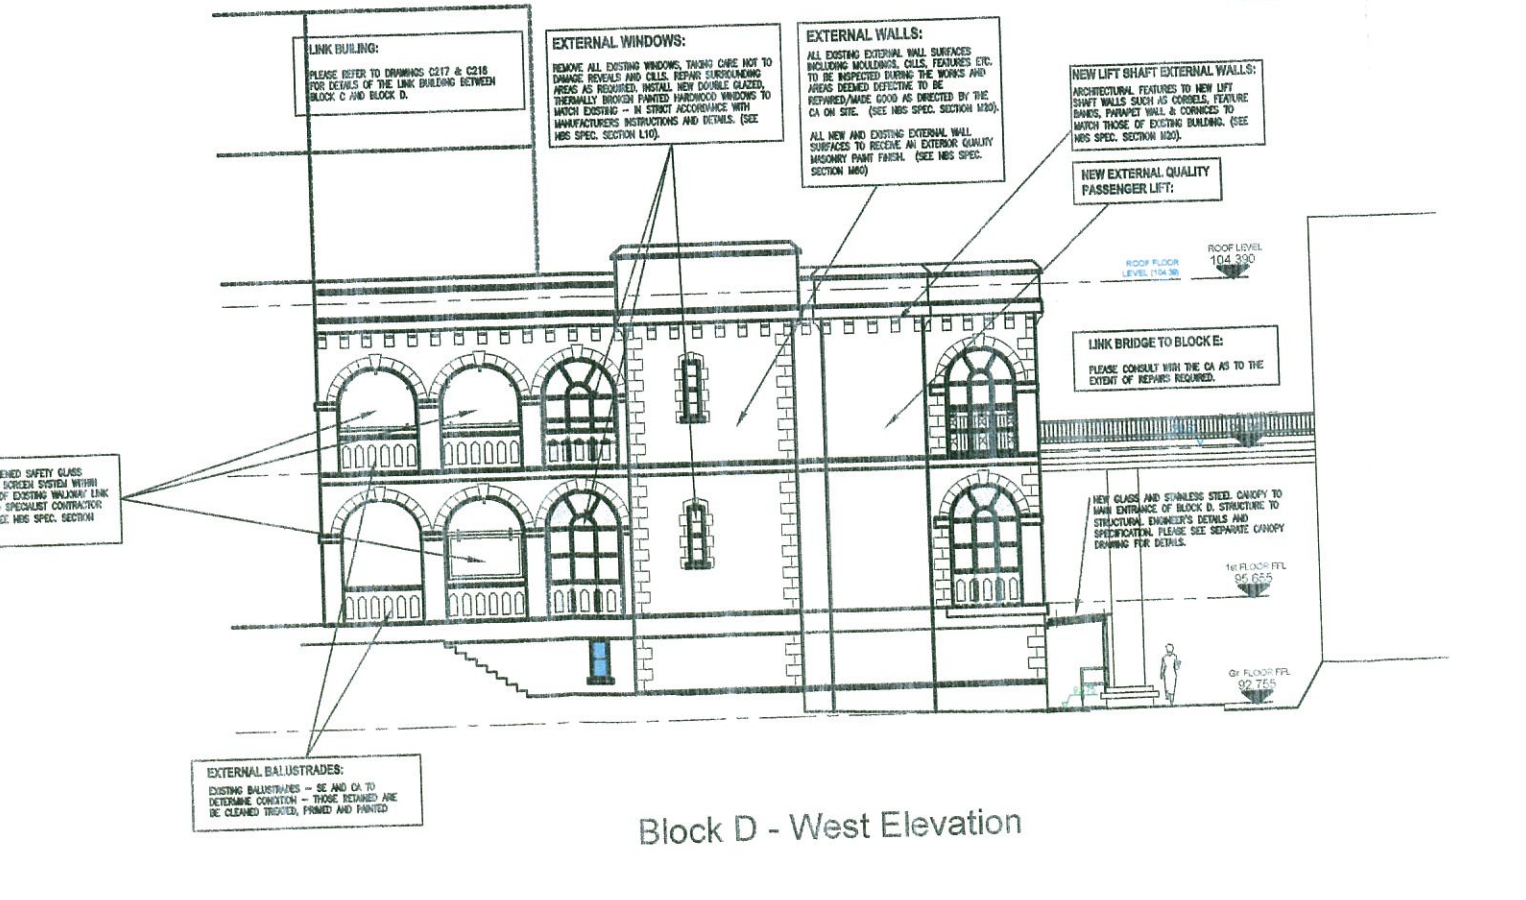 LINK BUILING:
PLEASE REFER TO DRAWINGS C217 & C218
FOR DETAILS OF THE LINK BUILDING BETWEEN
BLOCK C AND BLOCK D.
EXTERNAL WINDOWS:
REMOVE ALL EXISTING WINDOWS, TAKING CARE NOT TO
DAMAGE REVEALS AND CILLS. REPAIR SURROUNDING
AREAS AS REQUIRED. INSTALL NEW DOUBLE GLAZED,
THERMALLY BROKEN PAINTED HARDWOOD WINDOWS TO
MATCH EXISTING – IN STRICT ACCORDANCE WITH
MANUFACTURERS INSTRUCTIONS AND DETAILS. (SEE
NBS SPEC. SECTION L10).
EXTERNAL WALLS:
ALL EXISTING EXTERNAL WALL SURFACES
INCLUDING MOULDINGS, CILLS, FEATURES ETC.
TO BE INSPECTED DURING THE WORKS AND
AREAS DEEMED DEFECTIVE TO BE
REPAIRED/MADE GOOD AS DIRECTED BY THE
CA ON SITE. (SEE NBS SPEC. SECTION M20).
ALL NEW AND EXISTING EXTERNAL WALL
SURFACES TO RECEIVE AN EXTERIOR QUALITY
MASONRY PAINT FINISH. (SEE NBS SPEC.
SECTION M60)
NEW LIFT SHAFT EXTERNAL WALLS:
ARCHITECTURAL FEATURES TO NEW LIFT
SHAFT WALLS SUCH AS CORBELS, FEATURE
BANDS, PARAPET WALL & CORNICES TO
MATCH THOSE OF EXISTING BUILDING. (SEE
NBS SPEC. SECTION M20).
NEW EXTERNAL QUALITY
PASSENGER LIFT:
ROOF LEVEL
104.390
ROOF FLOOR
LEVEL (104.39)
LINK BRIDGE TO BLOCK E:
PLEASE CONSULT WITH THE CA AS TO THE
EXTENT OF REPAIRS REQUIRED.
ENED SAFETY GLASS
SCREEN SYSTEM WITHIN
OF EXISTING WALKWAY LINK
SPECIALIST CONTRACTOR
EE NBS SPEC. SECTION
NEW GLASS AND STAINLESS STEEL CANOPY TO
MAIN ENTRANCE OF BLOCK D. STRUCTURE TO
STRUCTURAL ENGINEER'S DETAILS AND
SPECIFICATION. PLEASE SEE SEPARATE CANOPY
DRAWING FOR DETAILS.
1st FLOOR FFL
95.655
Gr. FLOOR FFL
92.755
EXTERNAL BALUSTRADES:
EXISTING BALUSTRADES – SE AND CA TO
DETERMINE CONDITION – THOSE RETAINED ARE
BE CLEANED TREATED, PRIMED AND PAINTED
Block D - West Elevation